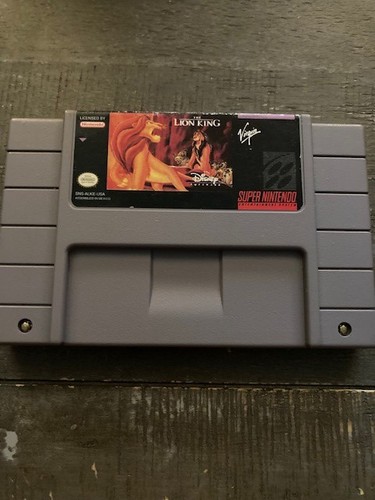 LICENSED BY
Nintendo
THE
LION KING
Virgin
Disney
SNS-ALKE-USA
SUPER NINTENDO